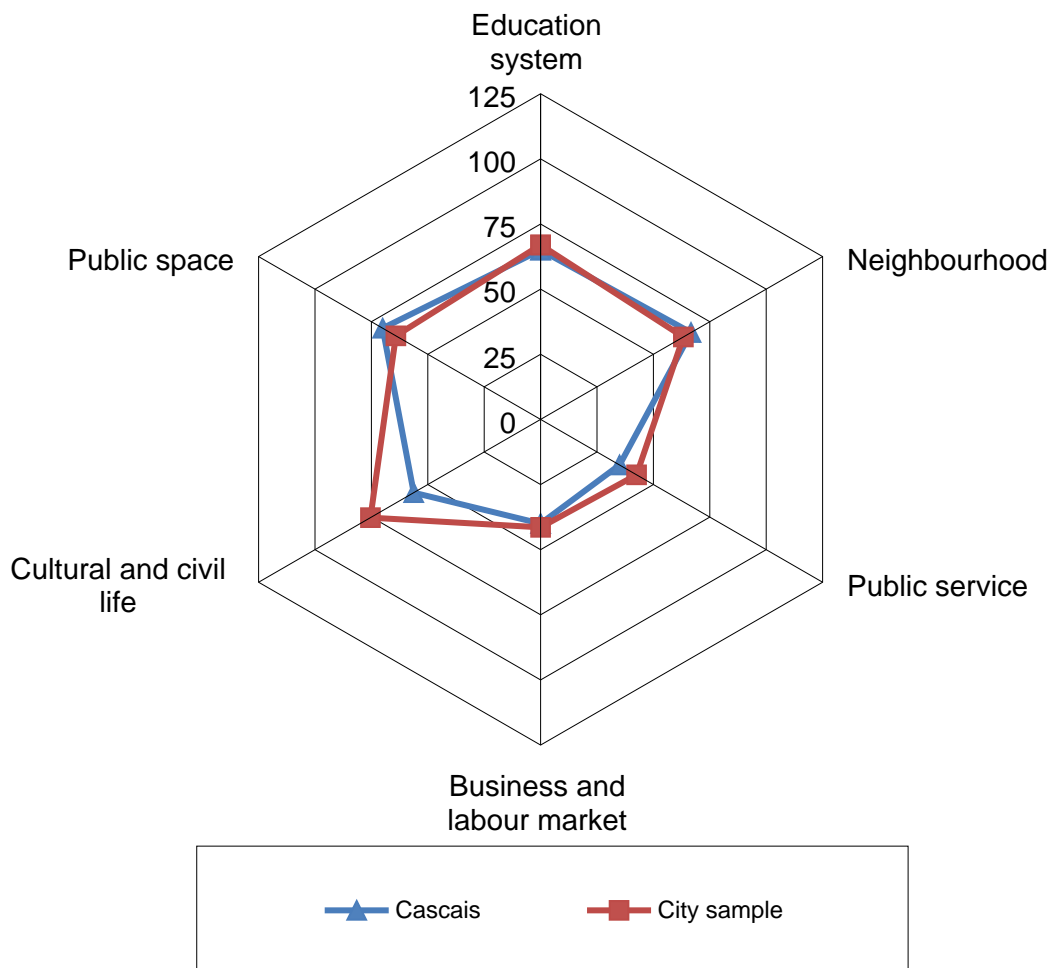 Education
system
125
100
75
50
25
0
Public space
Neighbourhood
Cultural and civil
life
Public service
Business and
labour market
Cascais
City sample